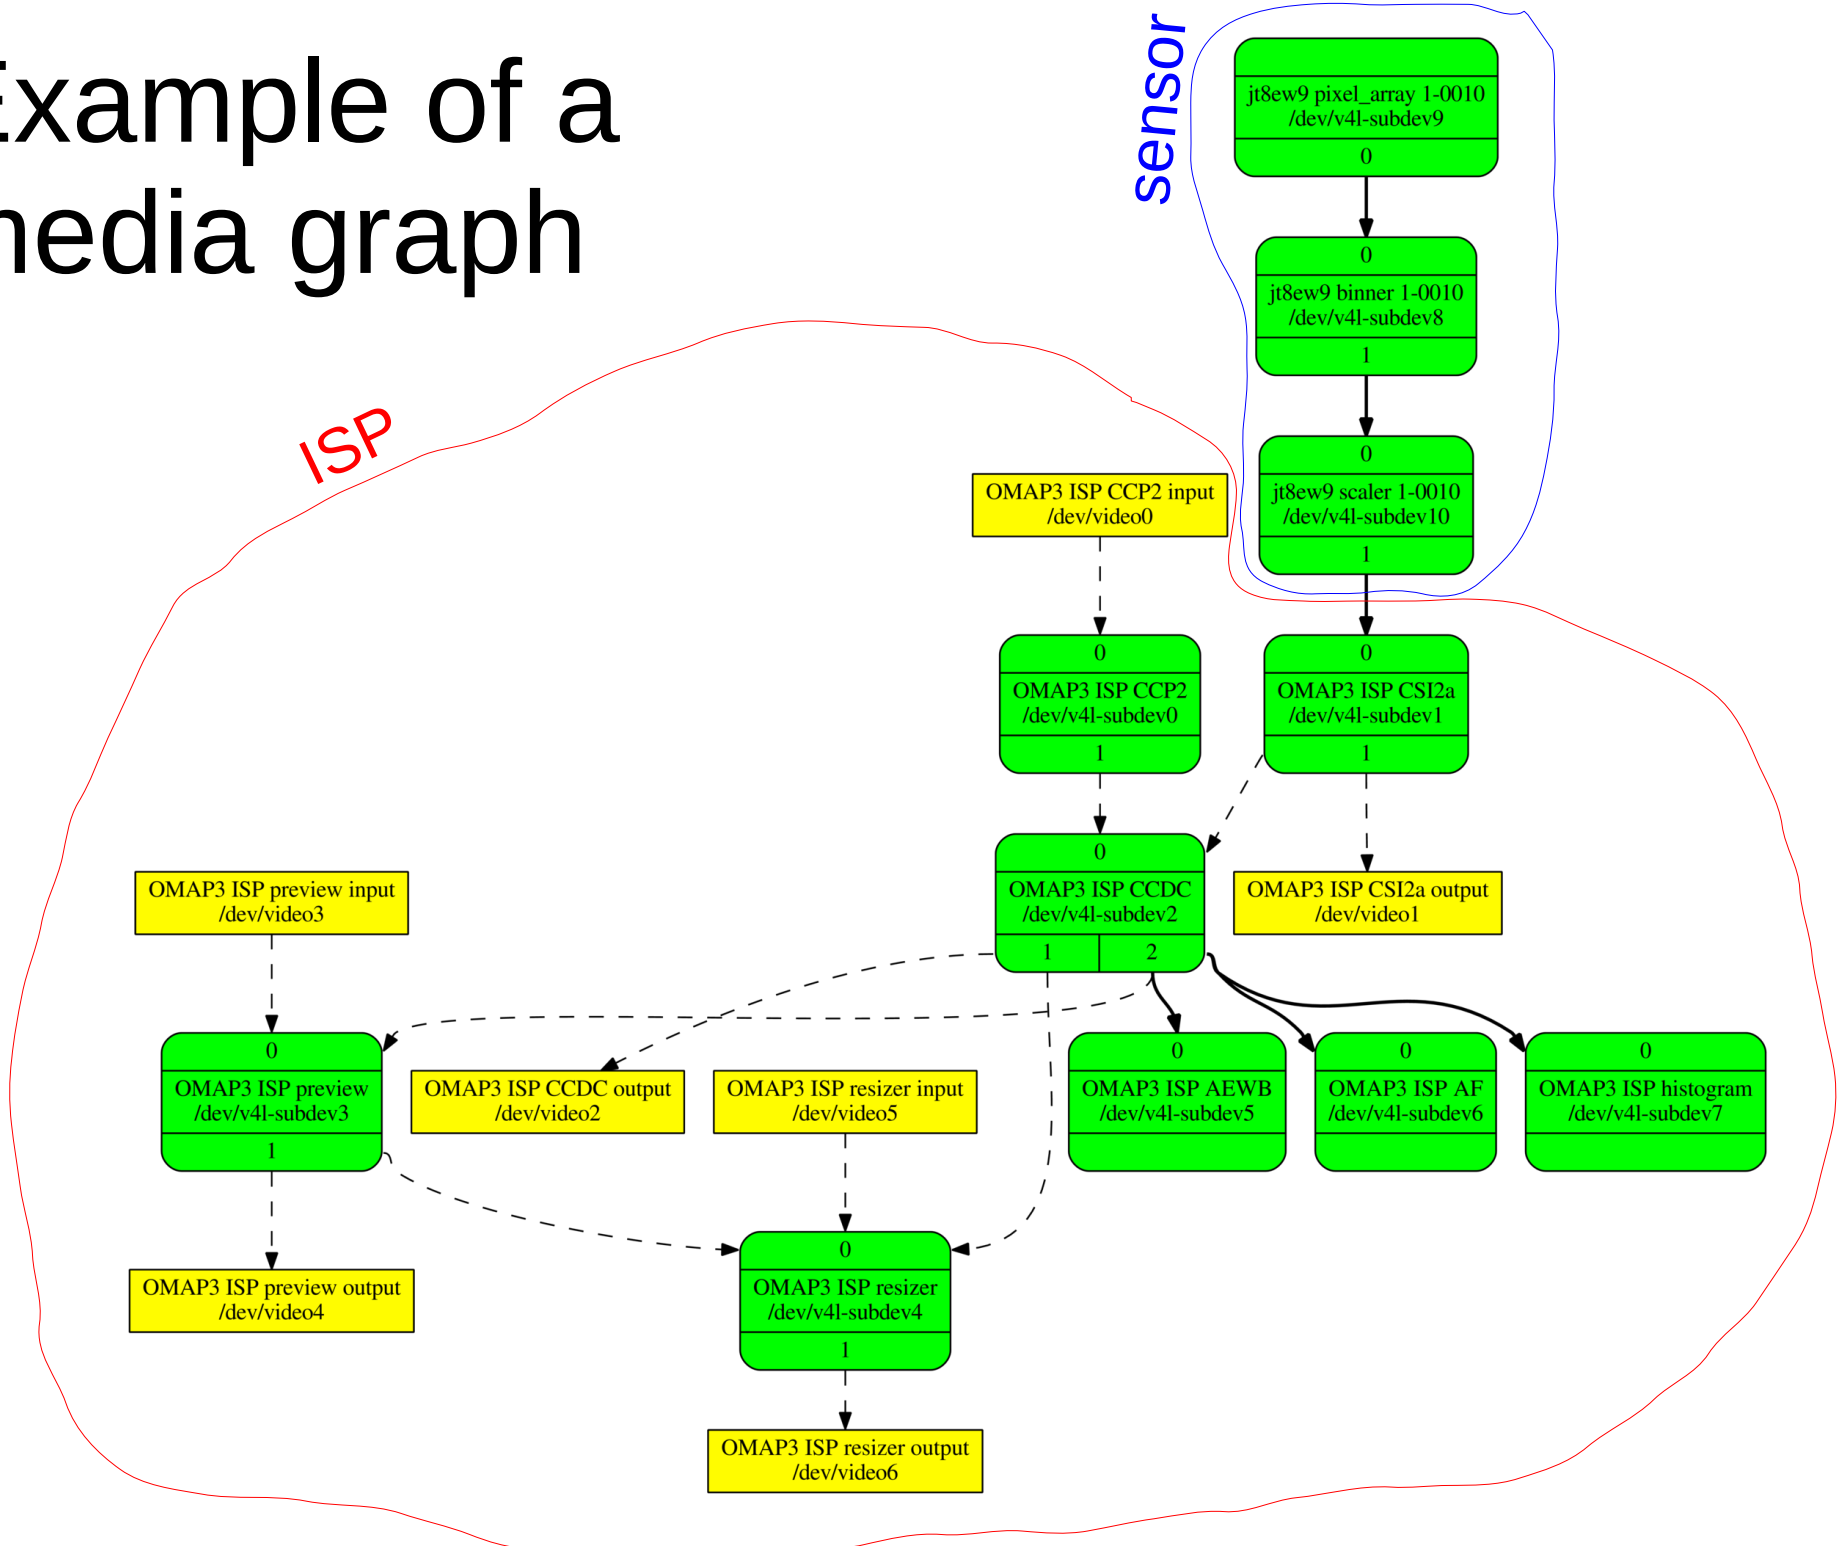 Example of a
media graph
sensor
jt8ew9 pixel_array 1-0010
/dev/v4l-subdev9
0
0
jt8ew9 binner 1-0010
/dev/v4l-subdev8
1
ISP
0
jt8ew9 scaler 1-0010
/dev/v4l-subdev10
1
OMAP3 ISP CCP2 input
/dev/video0
0
OMAP3 ISP CCP2
/dev/v4l-subdev0
1
0
OMAP3 ISP CSI2a
/dev/v4l-subdev1
1
0
OMAP3 ISP CCDC
/dev/v4l-subdev2
1 2
OMAP3 ISP CSI2a output
/dev/video1
OMAP3 ISP preview input
/dev/video3
0
OMAP3 ISP preview
/dev/v4l-subdev3
1
OMAP3 ISP CCDC output
/dev/video2
OMAP3 ISP resizer input
/dev/video5
0
OMAP3 ISP AEWB
/dev/v4l-subdev5
0
OMAP3 ISP AF
/dev/v4l-subdev6
0
OMAP3 ISP histogram
/dev/v4l-subdev7
OMAP3 ISP preview output
/dev/video4
0
OMAP3 ISP resizer
/dev/v4l-subdev4
1
OMAP3 ISP resizer output
/dev/video6